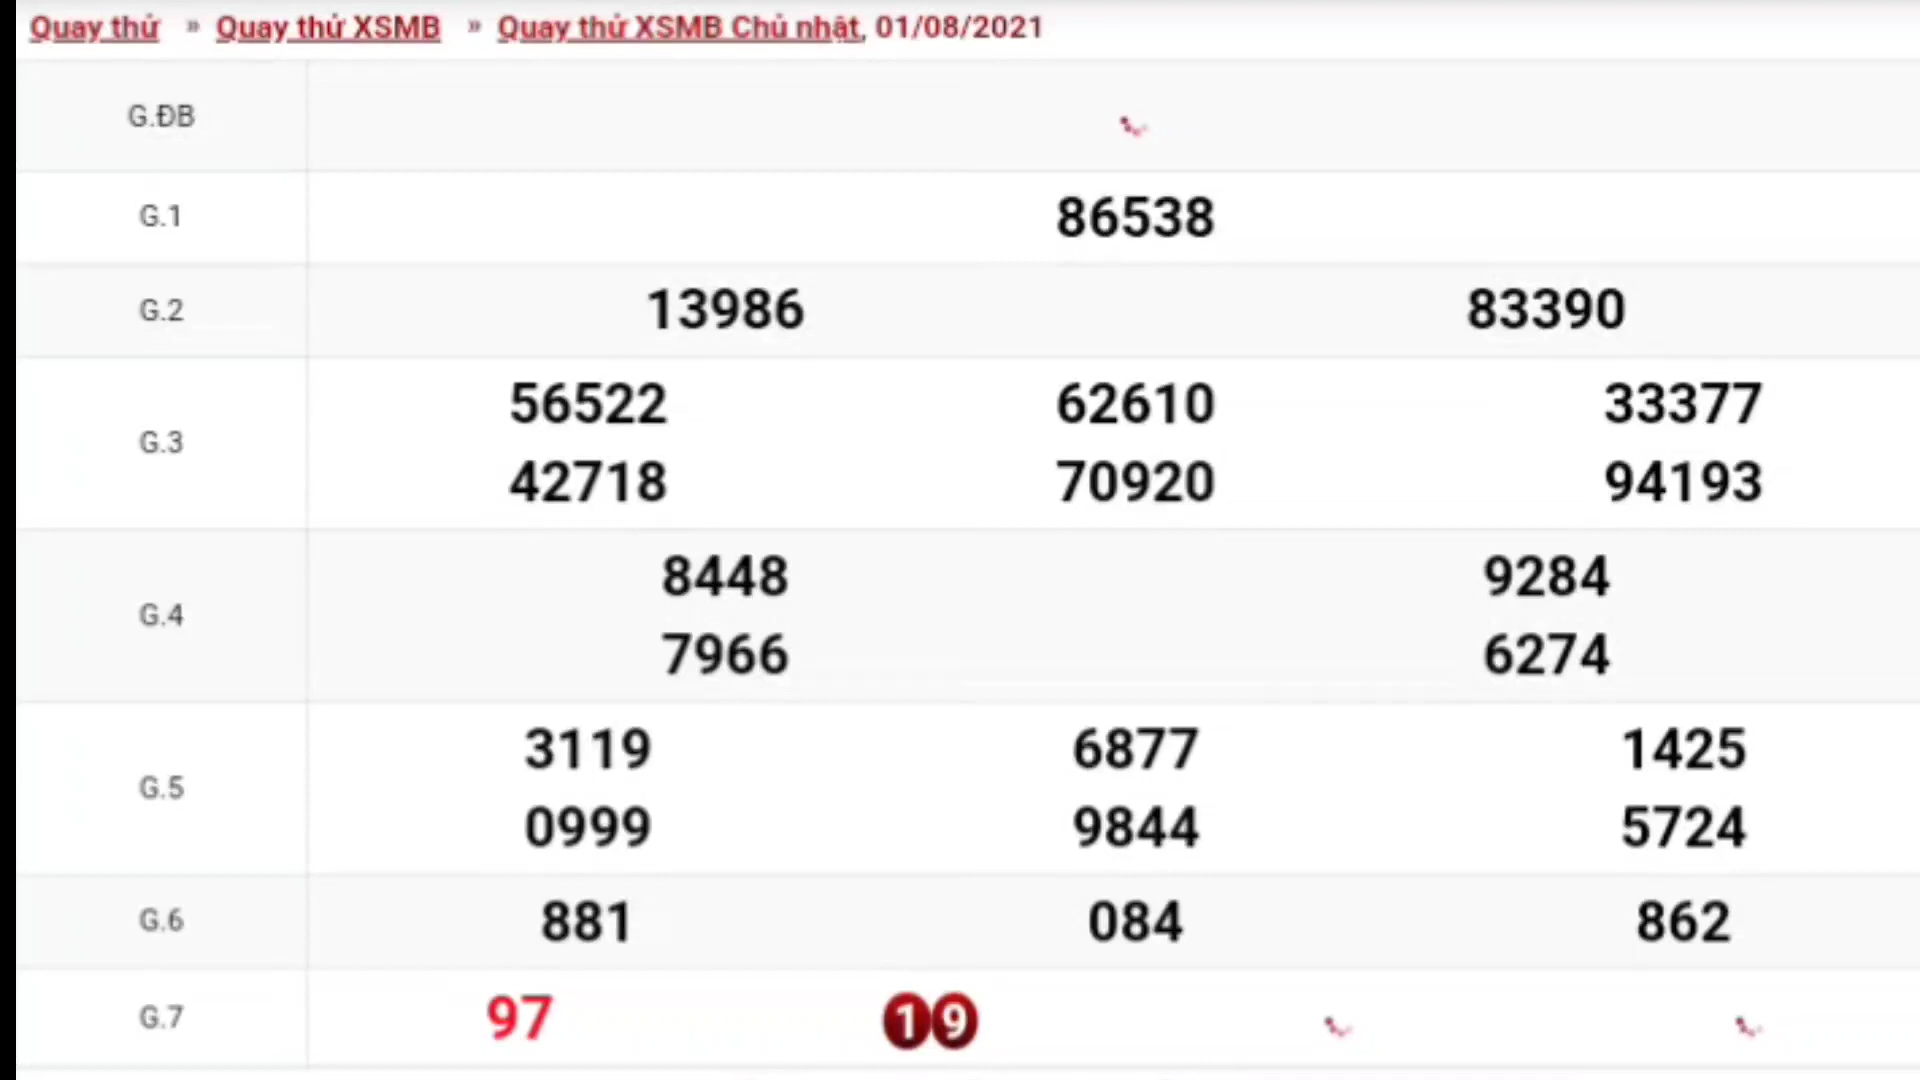 Quay thử » Quay thử XSMB » Quay thử XSMB Chủ nhật, 01/08/2021
G.ĐB
G.1 86538
G.2 13986 83390
G.3 56522 62610 33377
42718 70920 94193
G.4 8448 9284
7966 6274
G.5 3119 6877 1425
0999 9844 5724
G.6 881 084 862
G.7 97 19